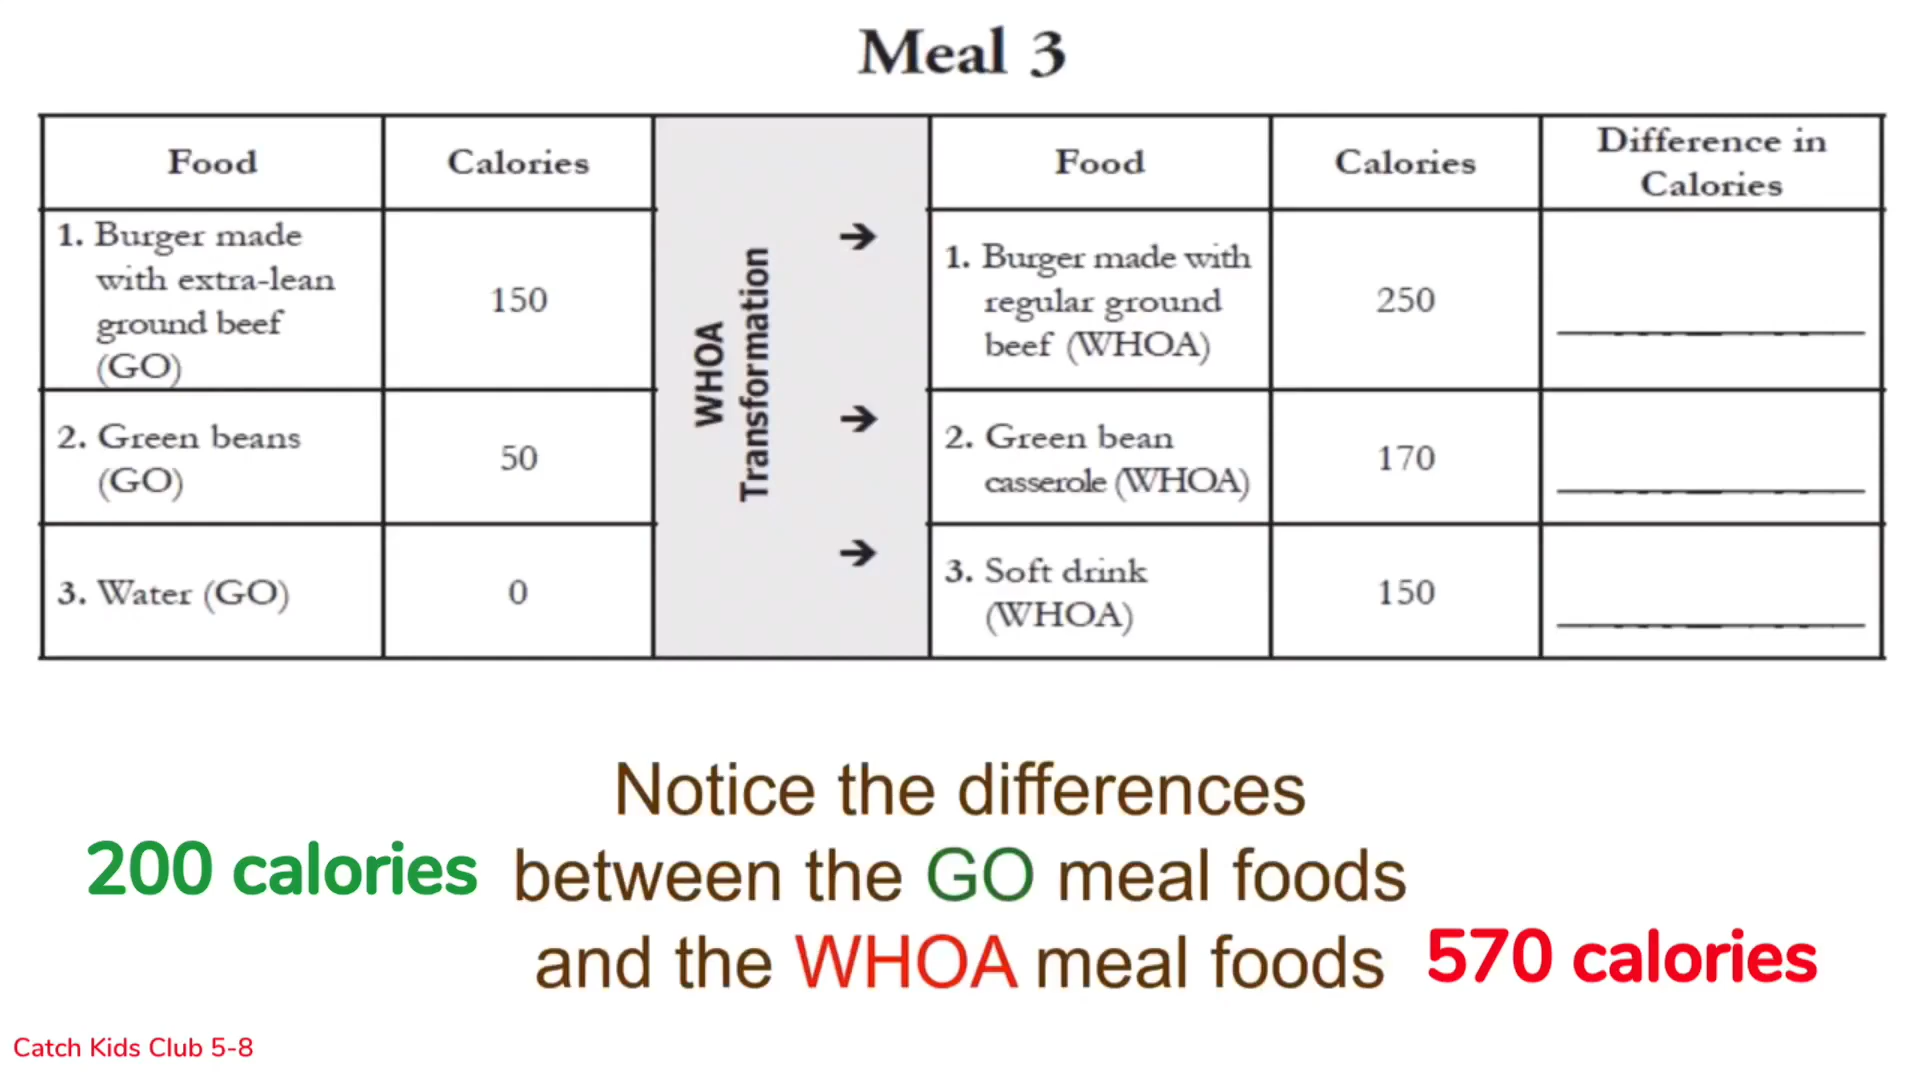 Meal 3
Food
Calories
Food
Calories
Difference in
Calories
1. Burger made
with extra-lean
ground beef
(GO)
150
WHOA
Transformation
→
1. Burger made with
regular ground
beef (WHOA)
250
2. Green beans
(GO)
50
→
2. Green bean
casserole (WHOA)
170
3. Water (GO)
0
→
3. Soft drink
(WHOA)
150
Notice the differences
200 calories between the GO meal foods
and the WHOA meal foods 570 calories
Catch Kids Club 5-8